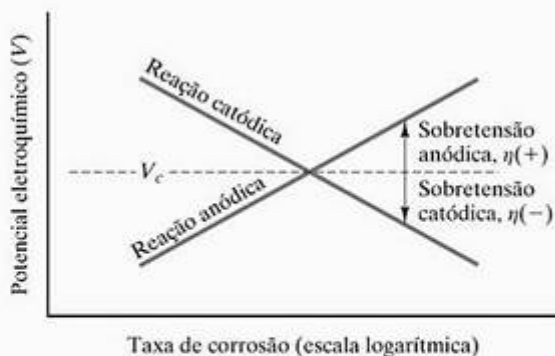 Potencial eletroquímico (V)
Reação catódica
V_c
Reação anódica
Sobretensão
anódica, η(+)
Sobretensão
catódica, η(−)
Taxa de corrosão (escala logarítmica)